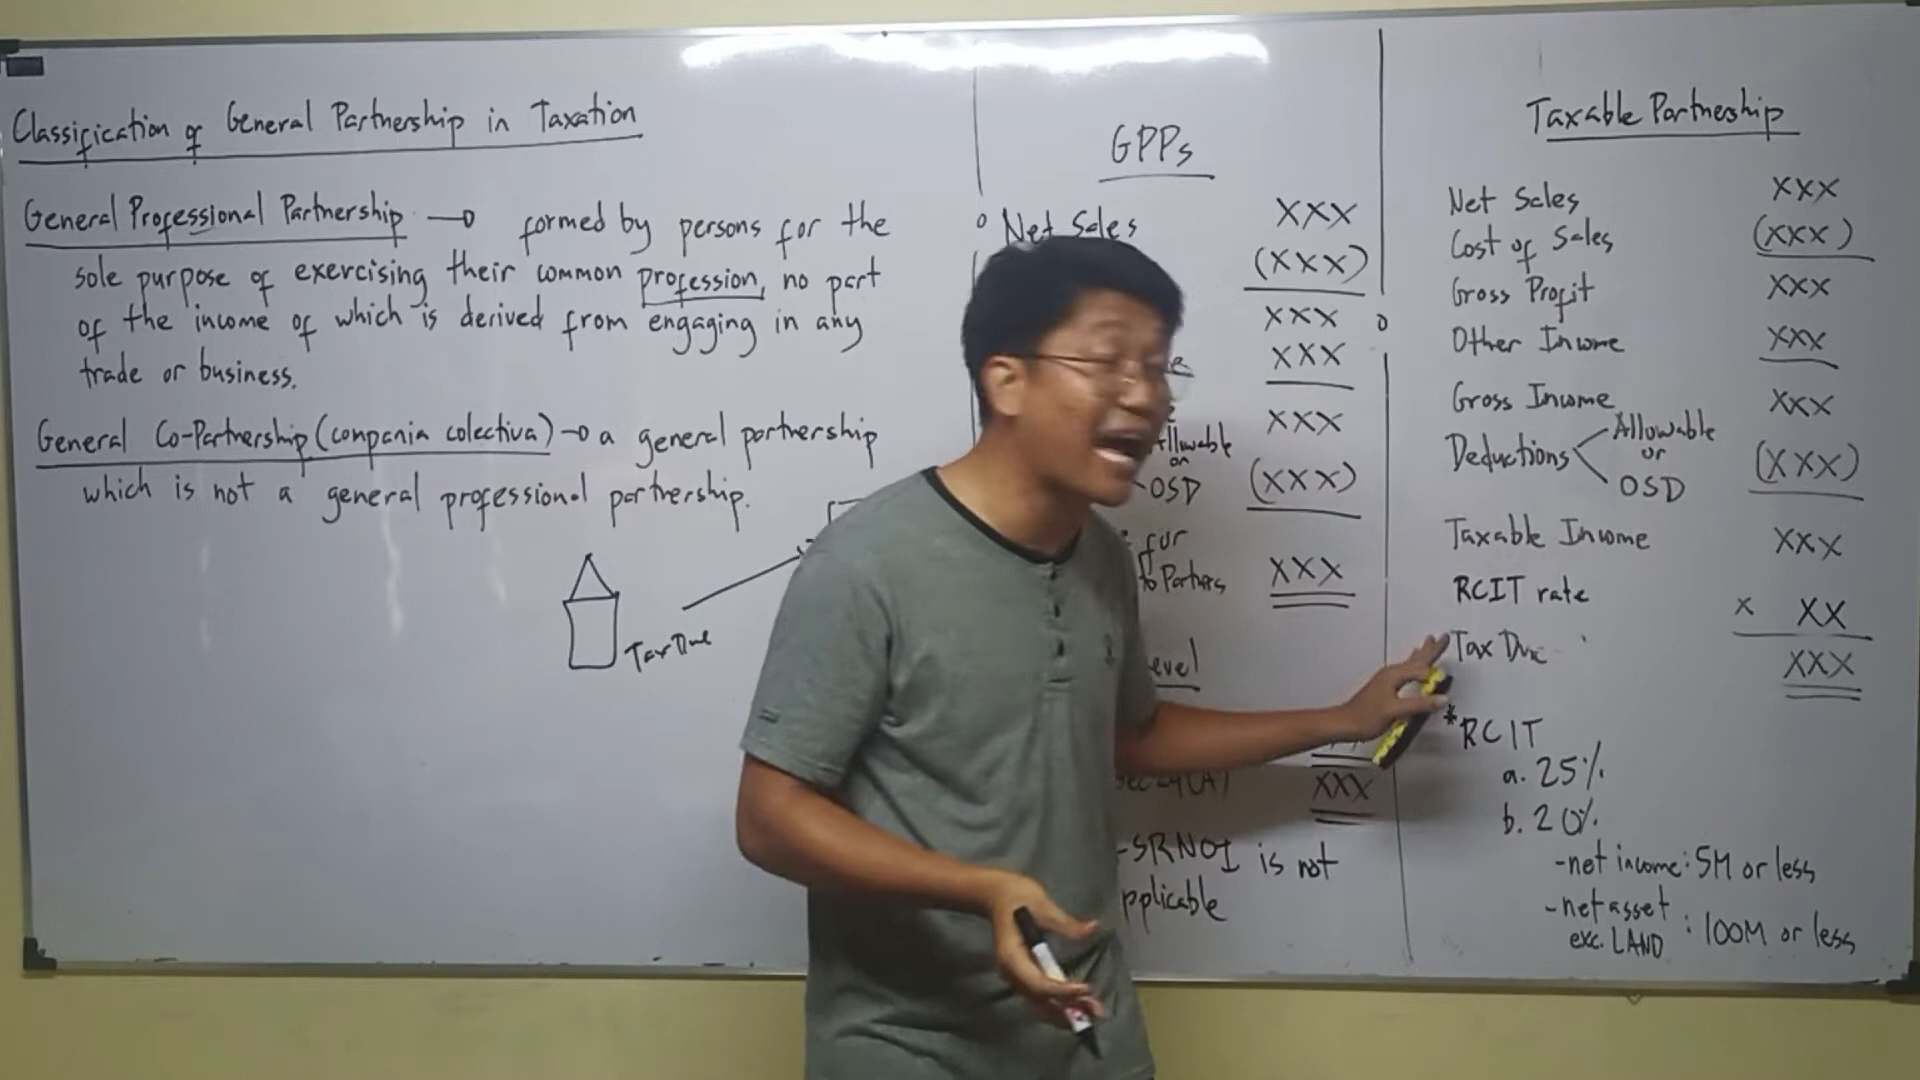 Classification of General Partnership in Taxation
General Professional Partnership → formed by persons for the
sole purpose of exercising their common profession, no part
of the income of which is derived from engaging in any
trade or business.
General Co-Partnership (compania colectiva) → a general partnership
which is not a general professional partnership.
Tax Due
GPPs
Net Sales XXX
(XXX)
XXX
XXX
XXX
Allowable
or
OSD (XXX)
for
to Partners XXX
XXX
- SRNOI is not
Taxable Partnership
Net Sales XXX
Cost of Sales (XXX)
Gross Profit XXX
Other Income XXX
Gross Income XXX
Deductions Allowable or OSD (XXX)
Taxable Income XXX
RCIT rate x XX
Tax Due XXX
*RCIT
a. 25%
b. 20%
- net income: 5M or less
- net asset
exc. LAND : 100M or less